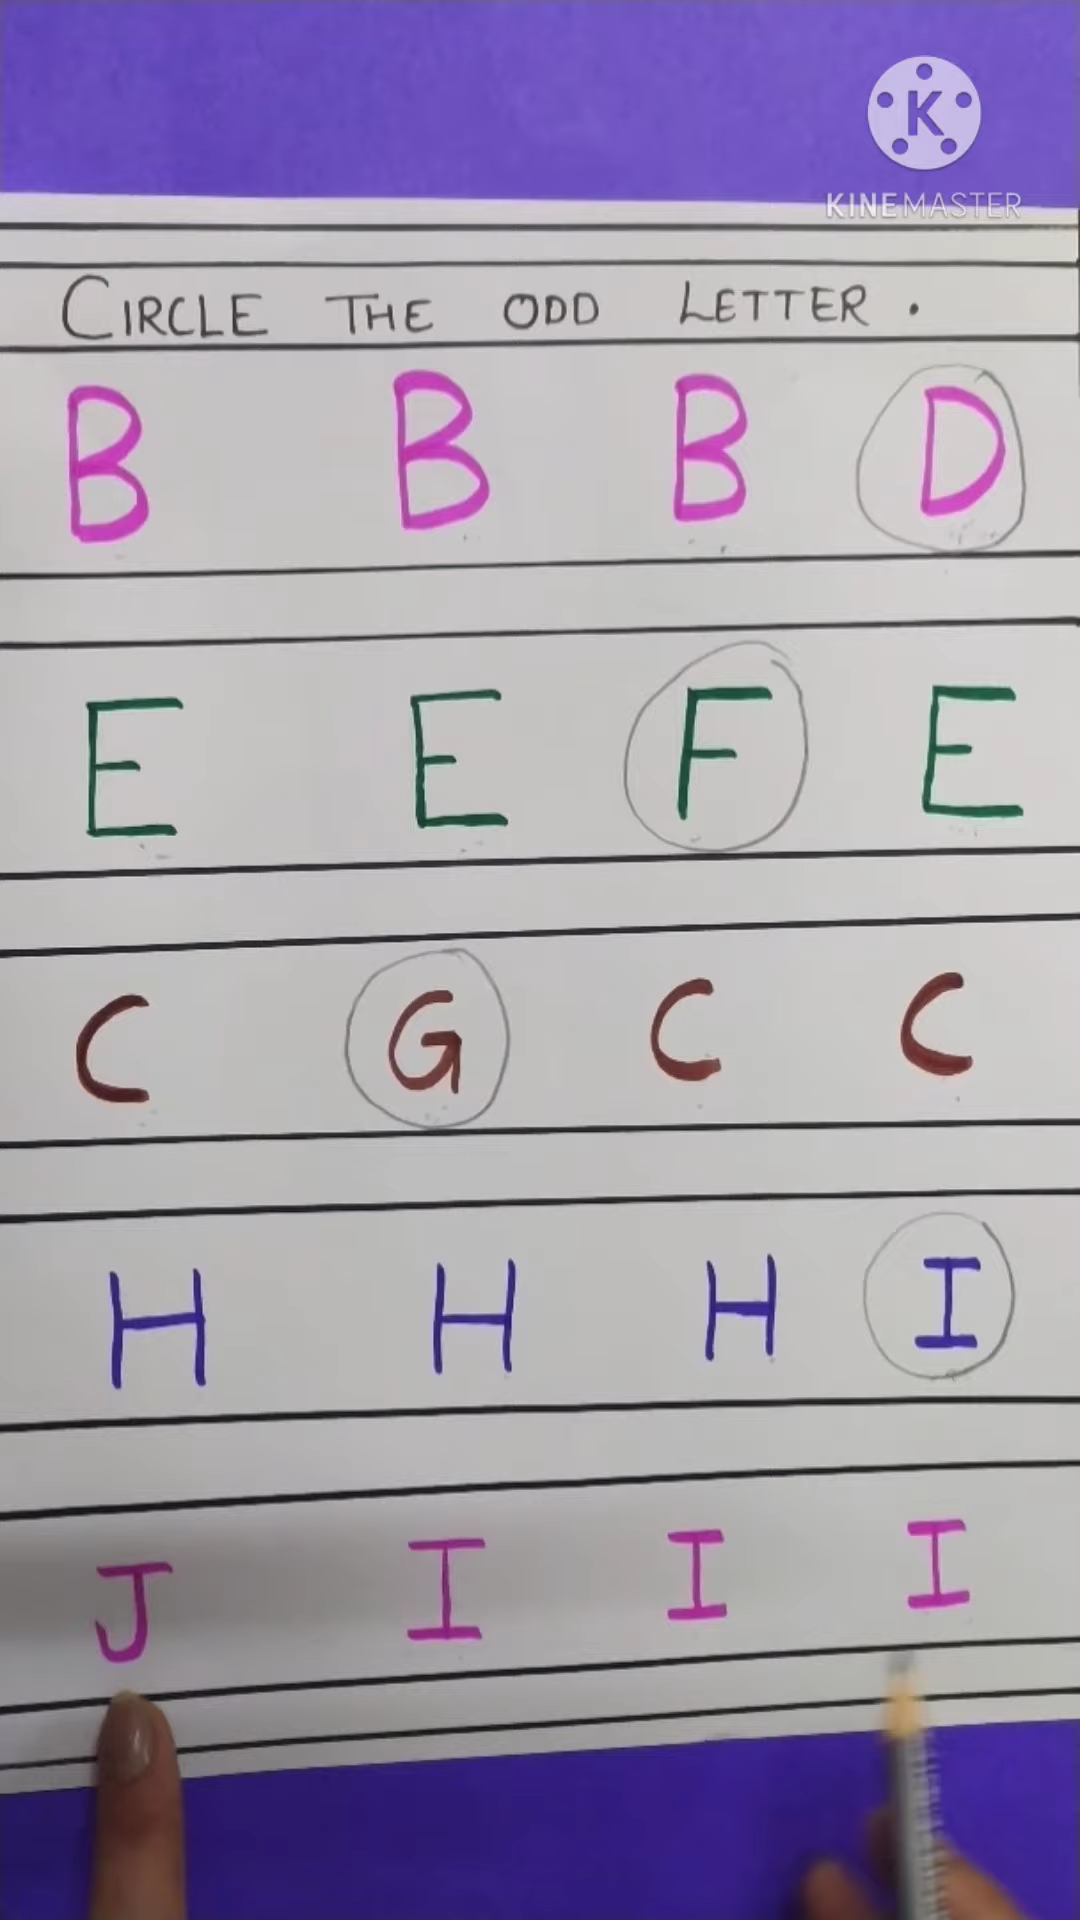 K
KINEMASTER
CIRCLE THE ODD LETTER.
B B B D
E E F E
C G C C
H H H I
J I I I